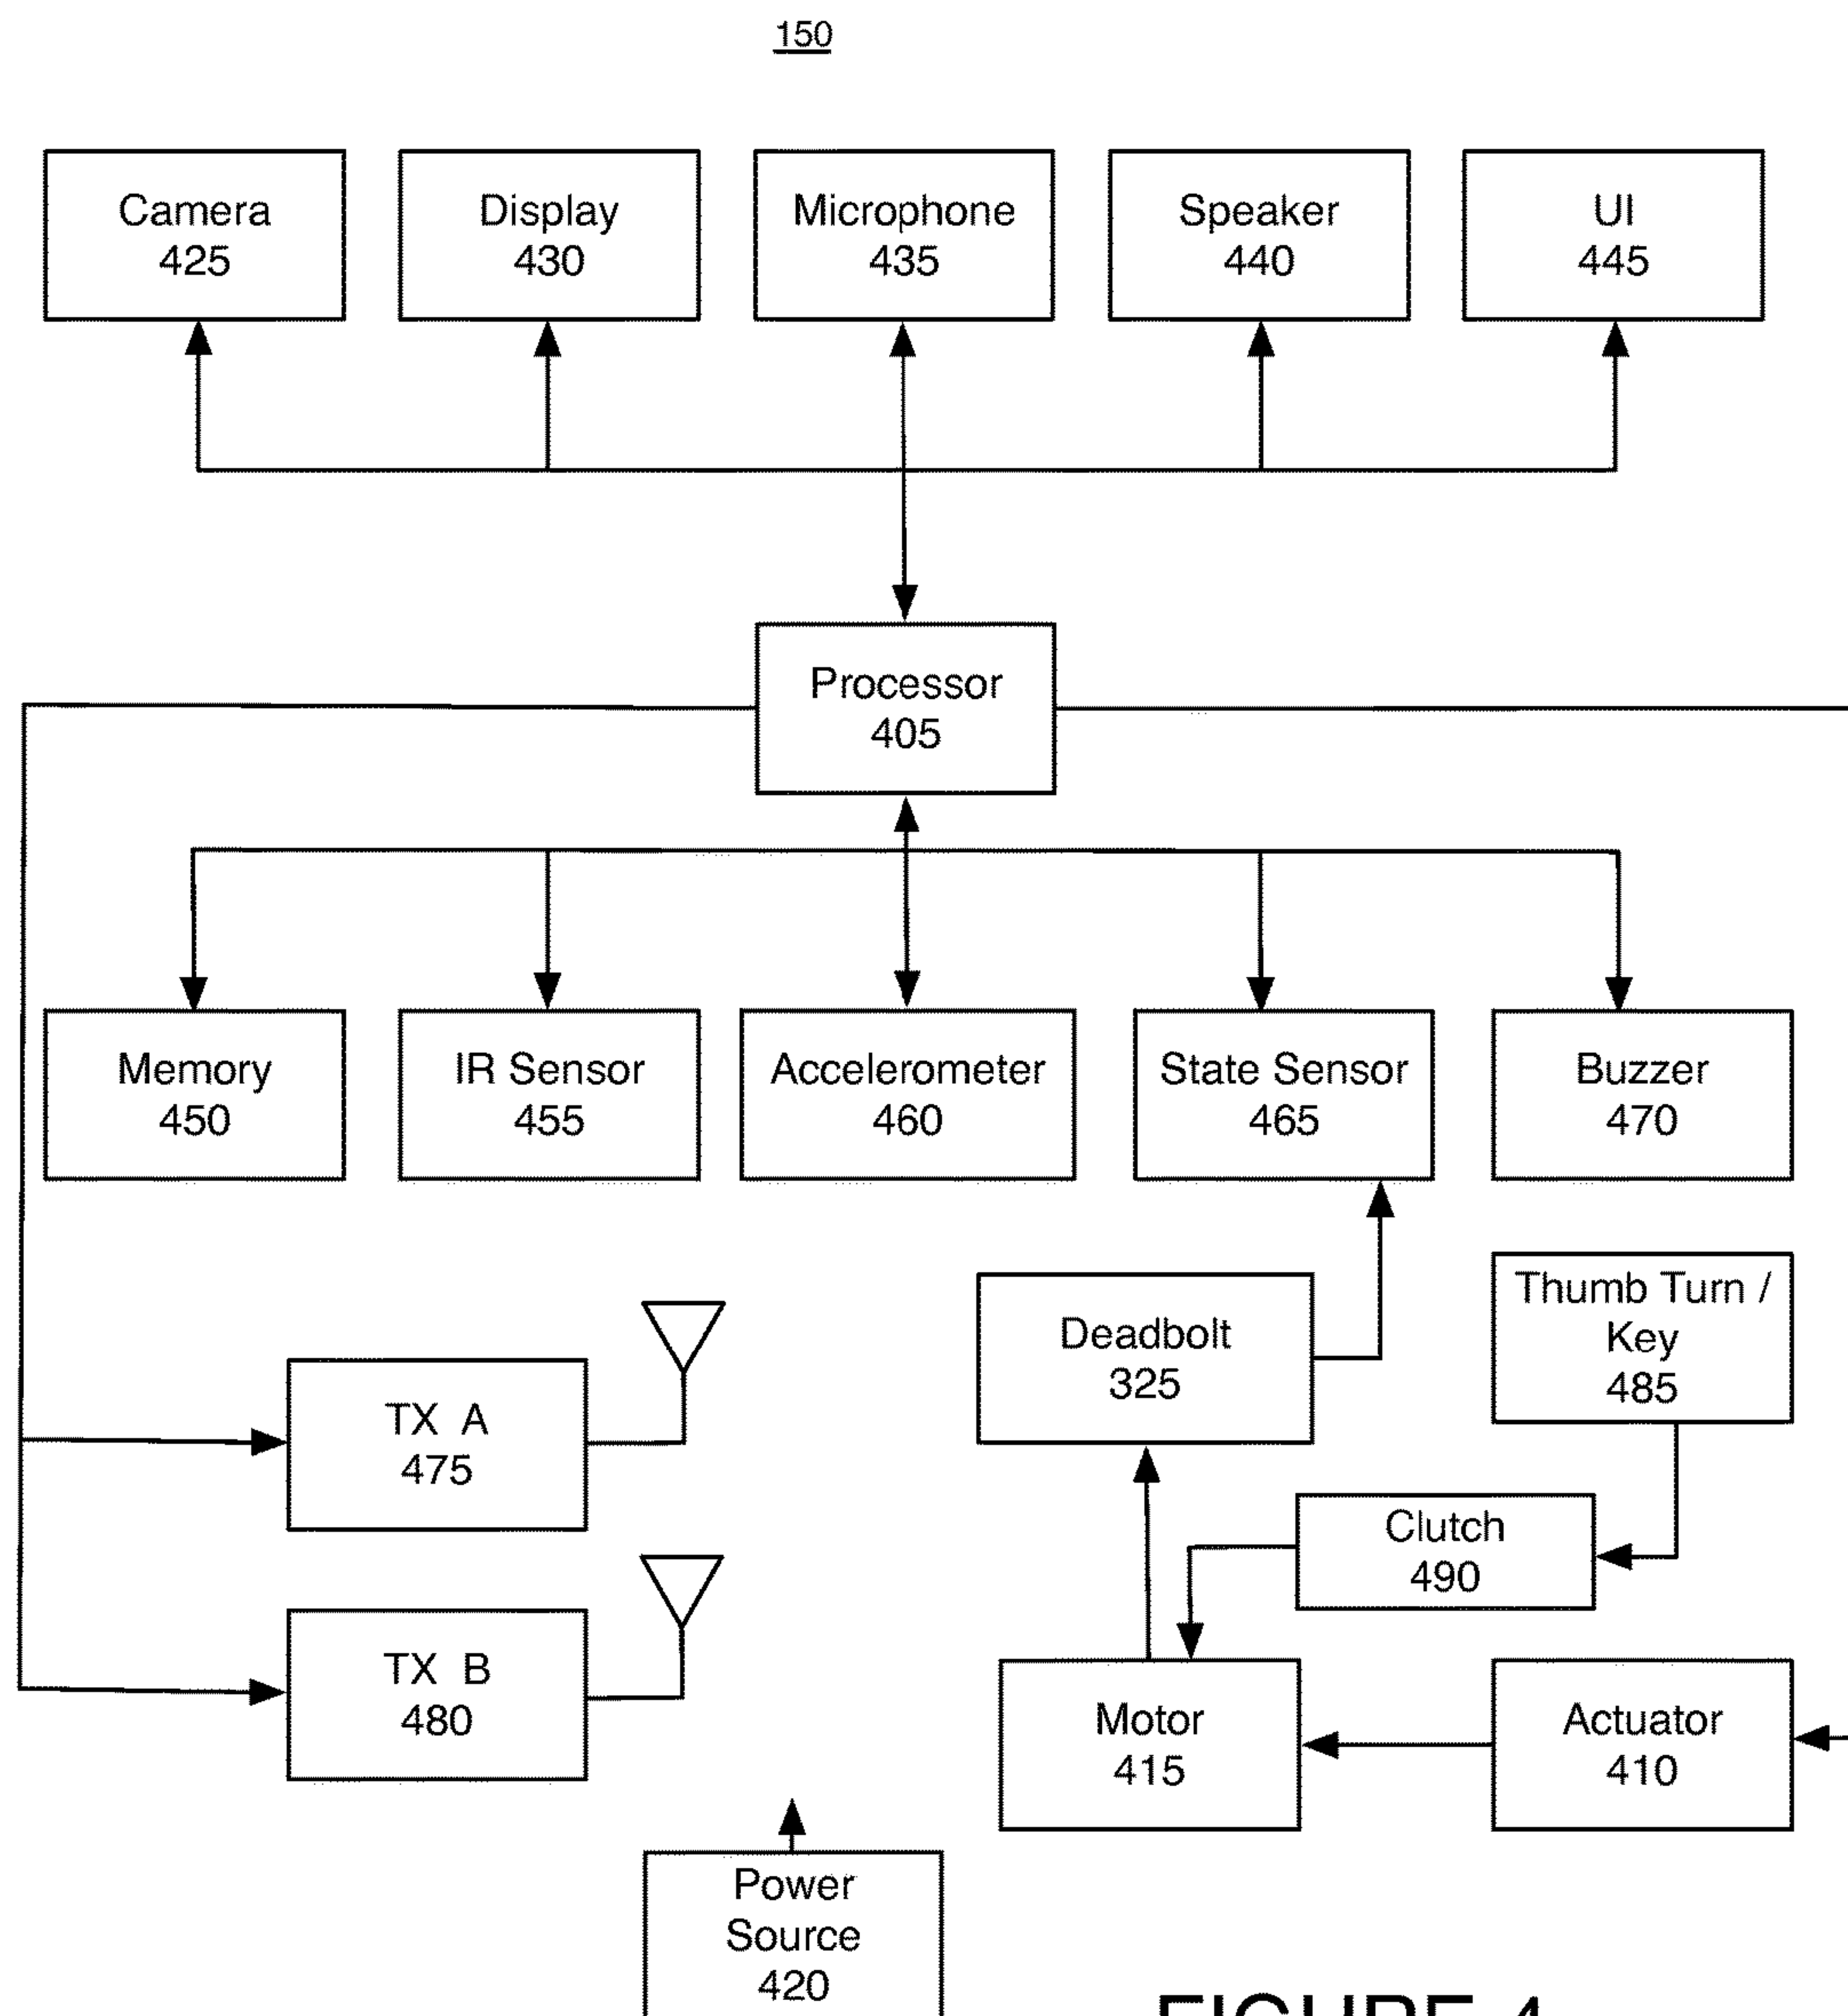 150
Camera
425
Display
430
Microphone
435
Speaker
440
UI
445
Processor
405
Memory
450
IR Sensor
455
Accelerometer
460
State Sensor
465
Buzzer
470
TX A
475
Deadbolt
325
Thumb Turn /
Key
485
Clutch
490
TX B
480
Motor
415
Actuator
410
Power
Source
420
FIGURE 4